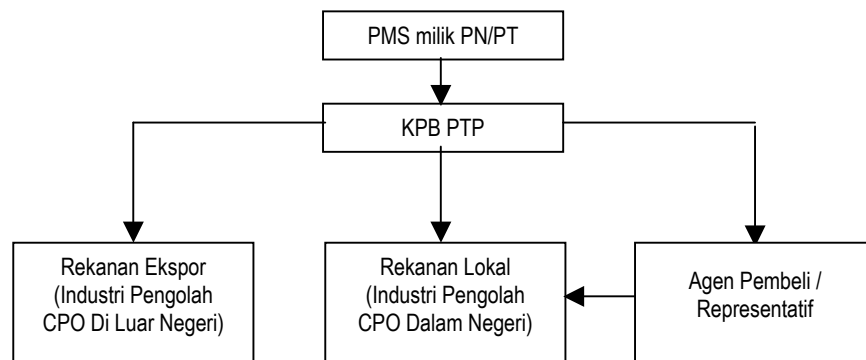 PMS milik PN/PT
KPB PTP
Rekanan Ekspor
(Industri Pengolah
CPO Di Luar Negeri)
Rekanan Lokal
(Industri Pengolah
CPO Dalam Negeri)
Agen Pembeli /
Representatif